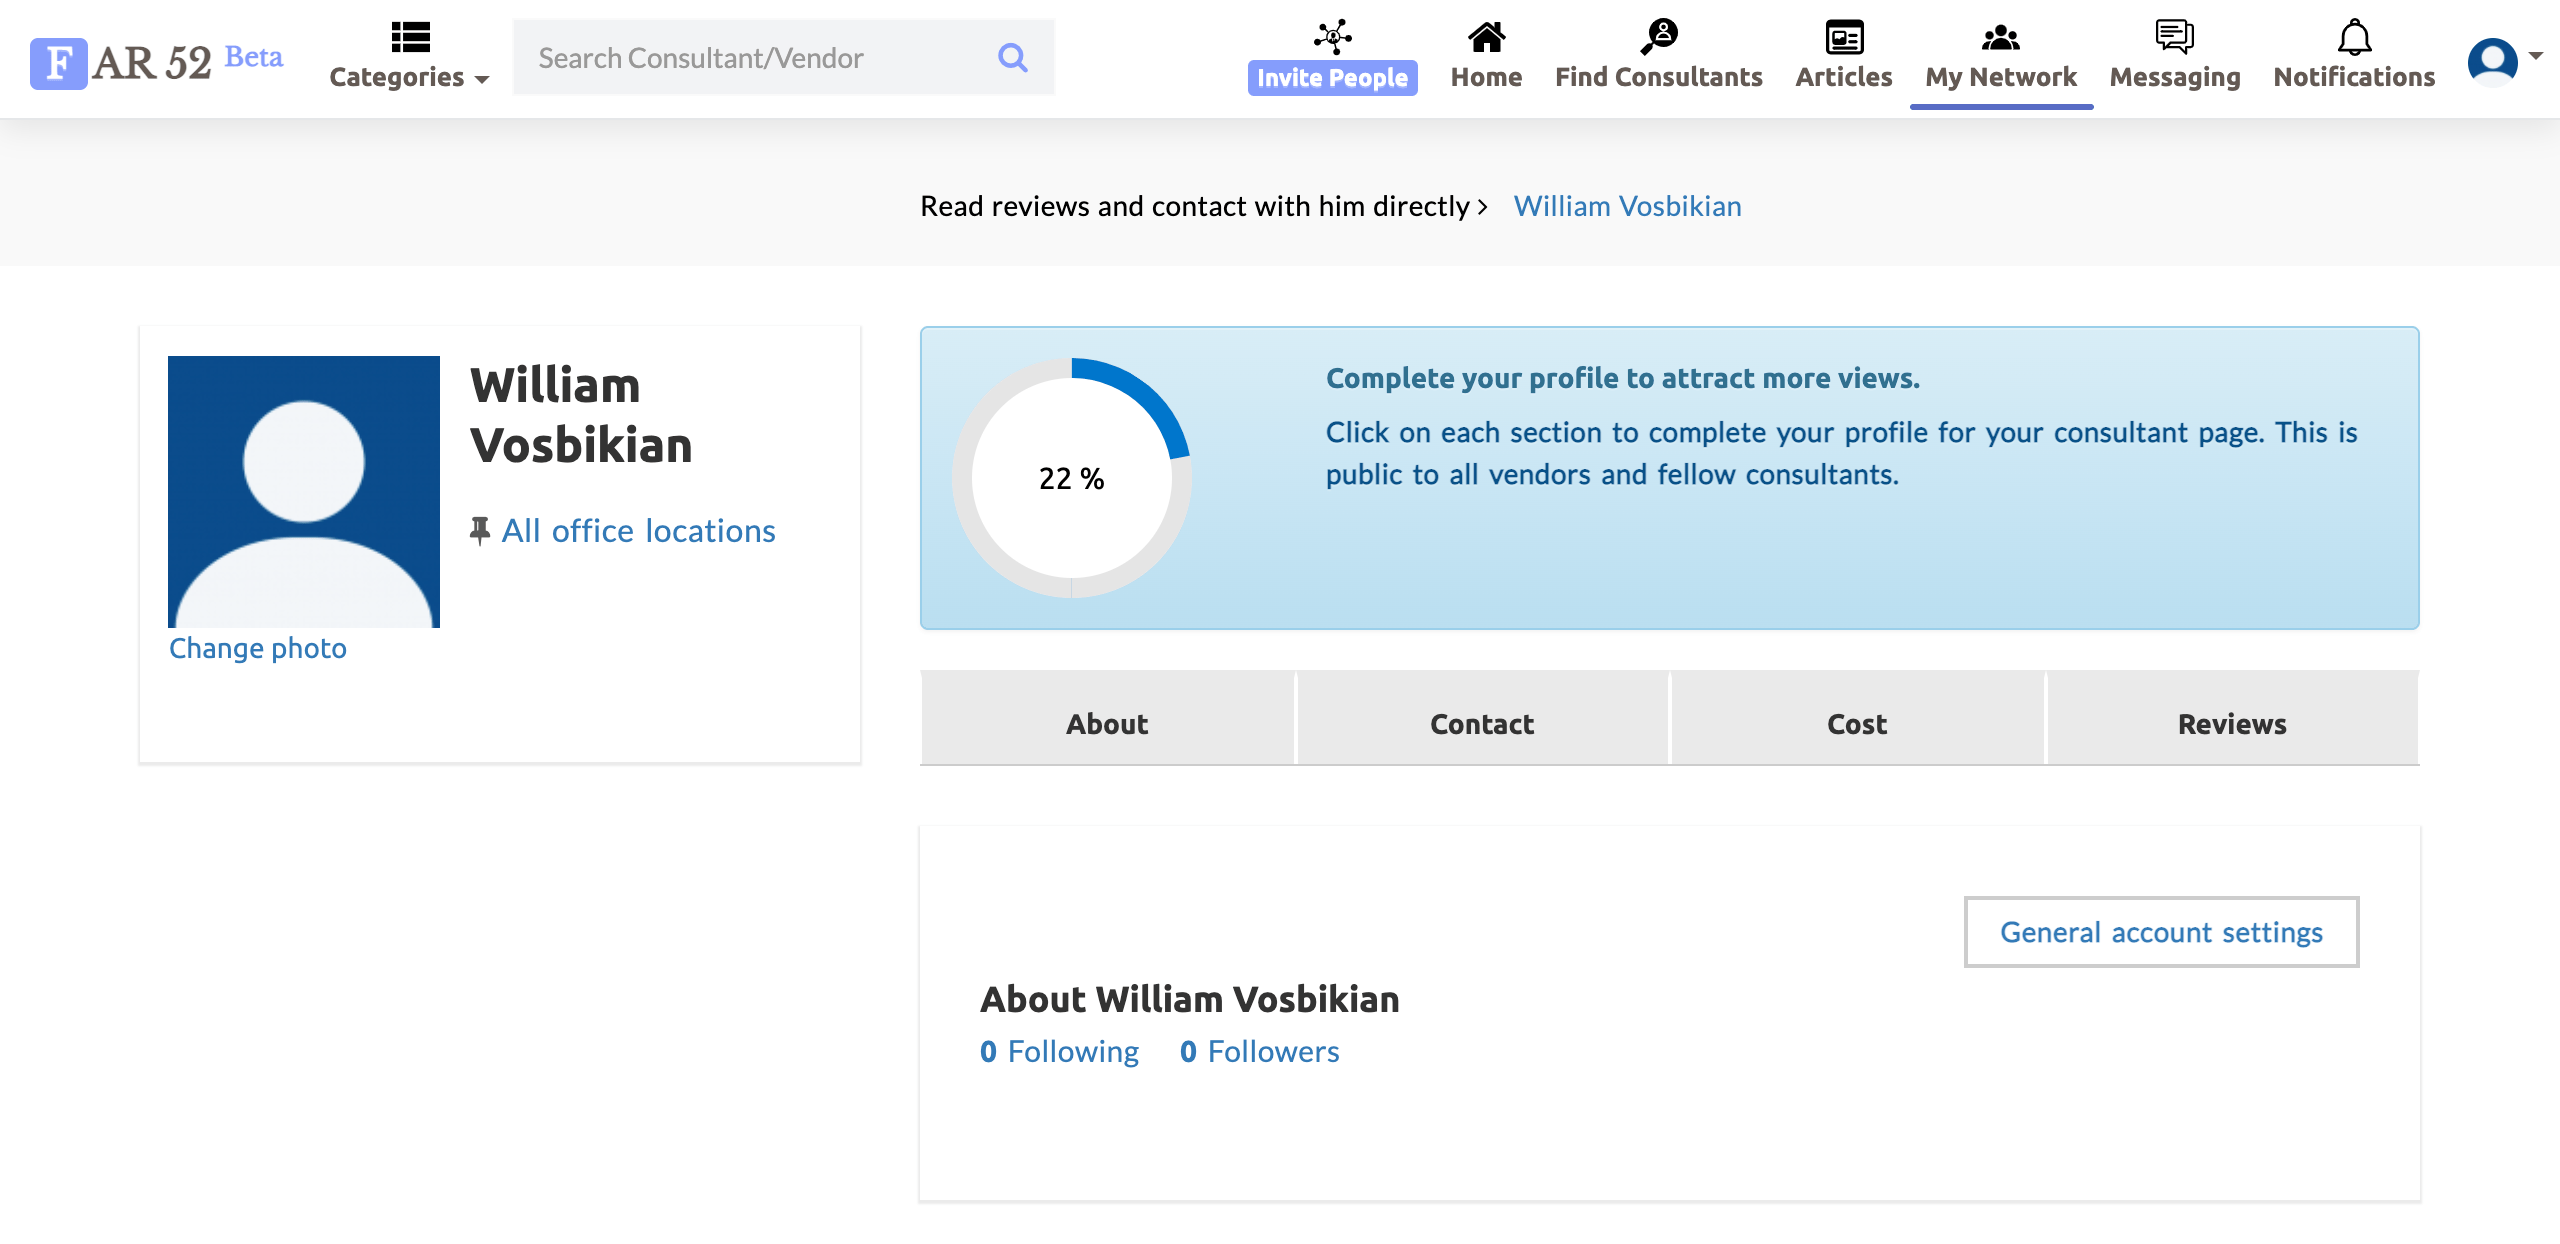 FAR 52 Beta
Categories
Search Consultant/Vendor
Invite People
Home
Find Consultants
Articles
My Network
Messaging
Notifications
Read reviews and contact with him directly > William Vosbikian
William
Vosbikian
All office locations
Change photo
22 %
Complete your profile to attract more views.
Click on each section to complete your profile for your consultant page. This is
public to all vendors and fellow consultants.
About
Contact
Cost
Reviews
General account settings
About William Vosbikian
0 Following 0 Followers